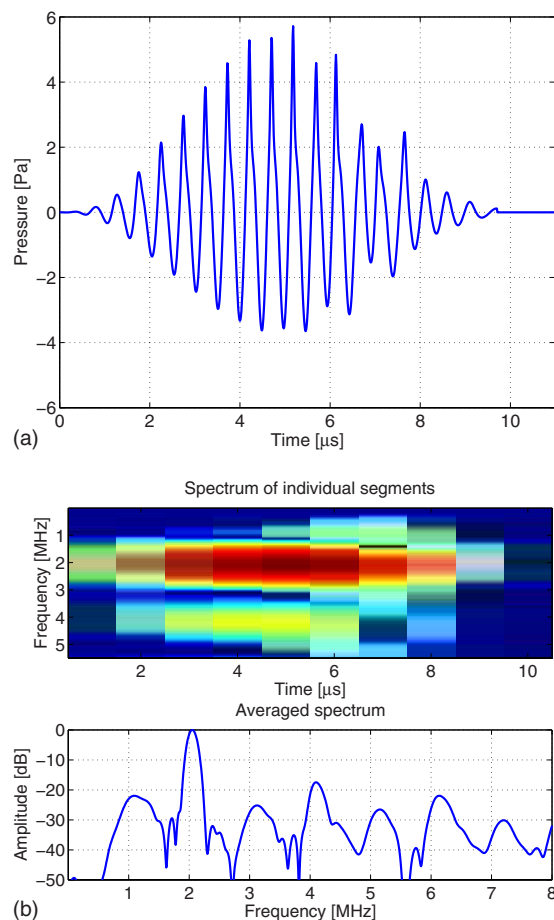 6
4
2
0
−2
−4
−6
Pressure [Pa]
0 2 4 6 8 10
Time [µs]
(a)
Spectrum of individual segments
1
2
3
4
5
Frequency [MHz]
2 4 6 8 10
Time [µs]
Averaged spectrum
0
−10
−20
−30
−40
−50
Amplitude [dB]
1 2 3 4 5 6 7 8
Frequency [MHz]
(b)